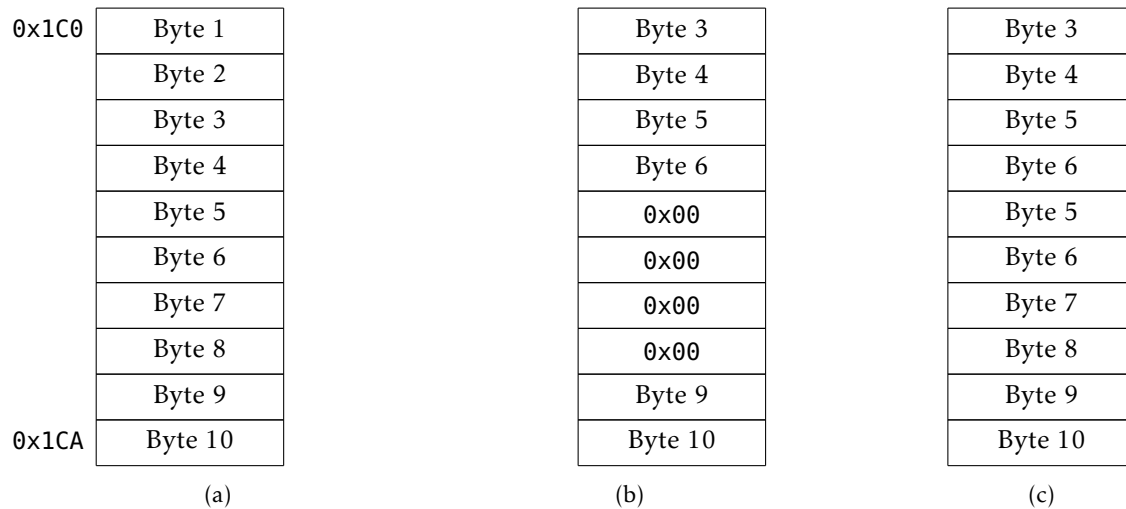 0x1C0 Byte 1 Byte 3 Byte 3
Byte 2 Byte 4 Byte 4
Byte 3 Byte 5 Byte 5
Byte 4 Byte 6 Byte 6
Byte 5 0x00 Byte 5
Byte 6 0x00 Byte 6
Byte 7 0x00 Byte 7
Byte 8 0x00 Byte 8
Byte 9 Byte 9 Byte 9
0x1CA Byte 10 Byte 10 Byte 10
(a) (b) (c)